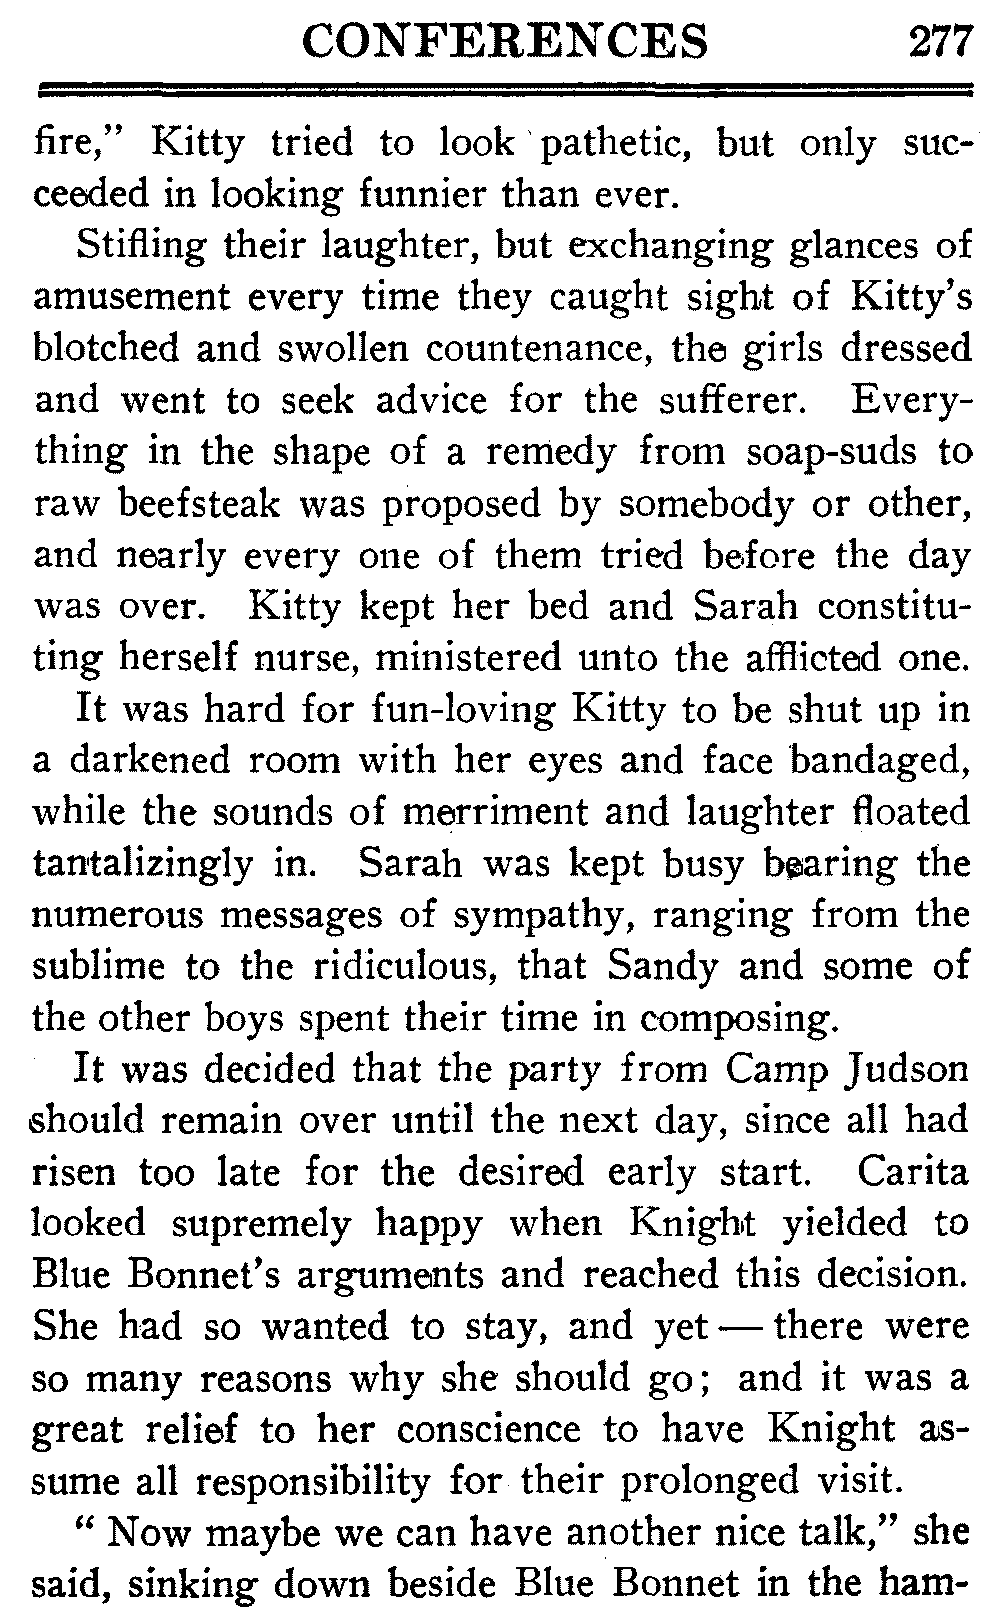 CONFERENCES 277
fire,” Kitty tried to look pathetic, but only suc-
ceeded in looking funnier than ever.
Stifling their laughter, but exchanging glances of
amusement every time they caught sight of Kitty’s
blotched and swollen countenance, the girls dressed
and went to seek advice for the sufferer. Every-
thing in the shape of a remedy from soap-suds to
raw beefsteak was proposed by somebody or other,
and nearly every one of them tried before the day
was over. Kitty kept her bed and Sarah constitu-
ting herself nurse, ministered unto the afflicted one.
It was hard for fun-loving Kitty to be shut up in
a darkened room with her eyes and face bandaged,
while the sounds of merriment and laughter floated
tantalizingly in. Sarah was kept busy bearing the
numerous messages of sympathy, ranging from the
sublime to the ridiculous, that Sandy and some of
the other boys spent their time in composing.
It was decided that the party from Camp Judson
should remain over until the next day, since all had
risen too late for the desired early start. Carita
looked supremely happy when Knight yielded to
Blue Bonnet’s arguments and reached this decision.
She had so wanted to stay, and yet — there were
so many reasons why she should go; and it was a
great relief to her conscience to have Knight as-
sume all responsibility for their prolonged visit.
“ Now maybe we can have another nice talk,” she
said, sinking down beside Blue Bonnet in the ham-